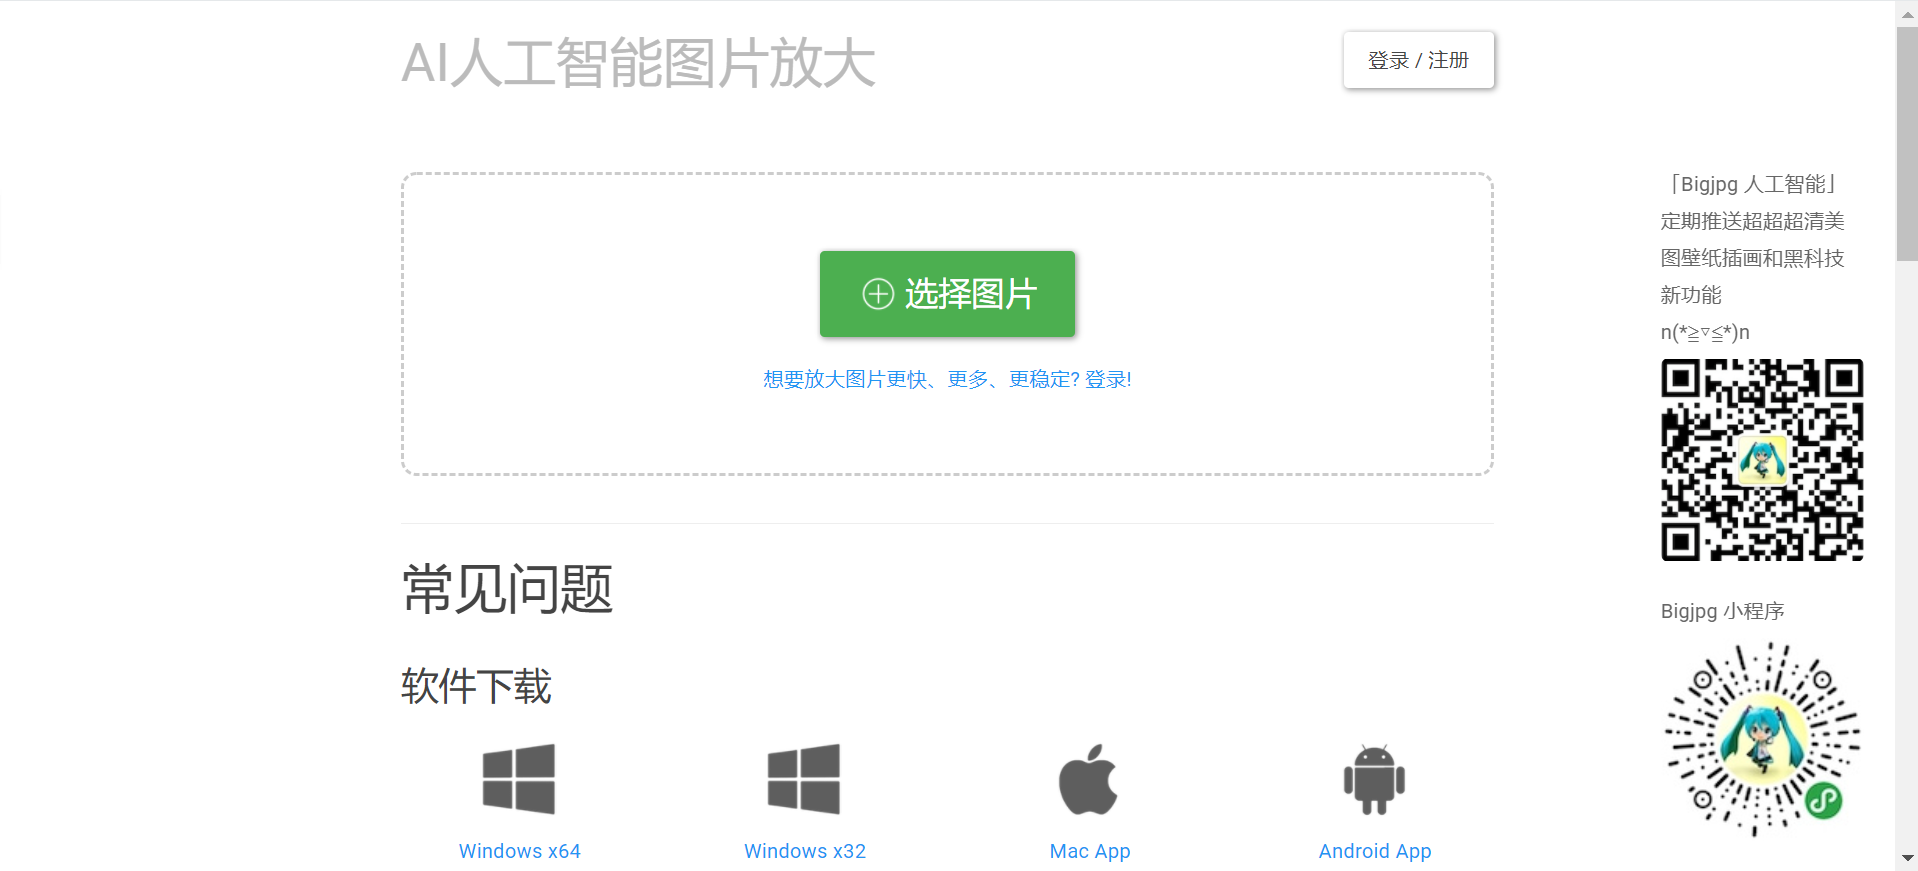 AI人工智能图片放大
登录 / 注册
选择图片
想要放大图片更快、更多、更稳定? 登录!
「Bigjpg 人工智能」
定期推送超超超清美
图壁纸插画和黑科技
新功能
n(*≧▽≦*)n
Bigjpg 小程序
常见问题
软件下载
Windows x64
Windows x32
Mac App
Android App